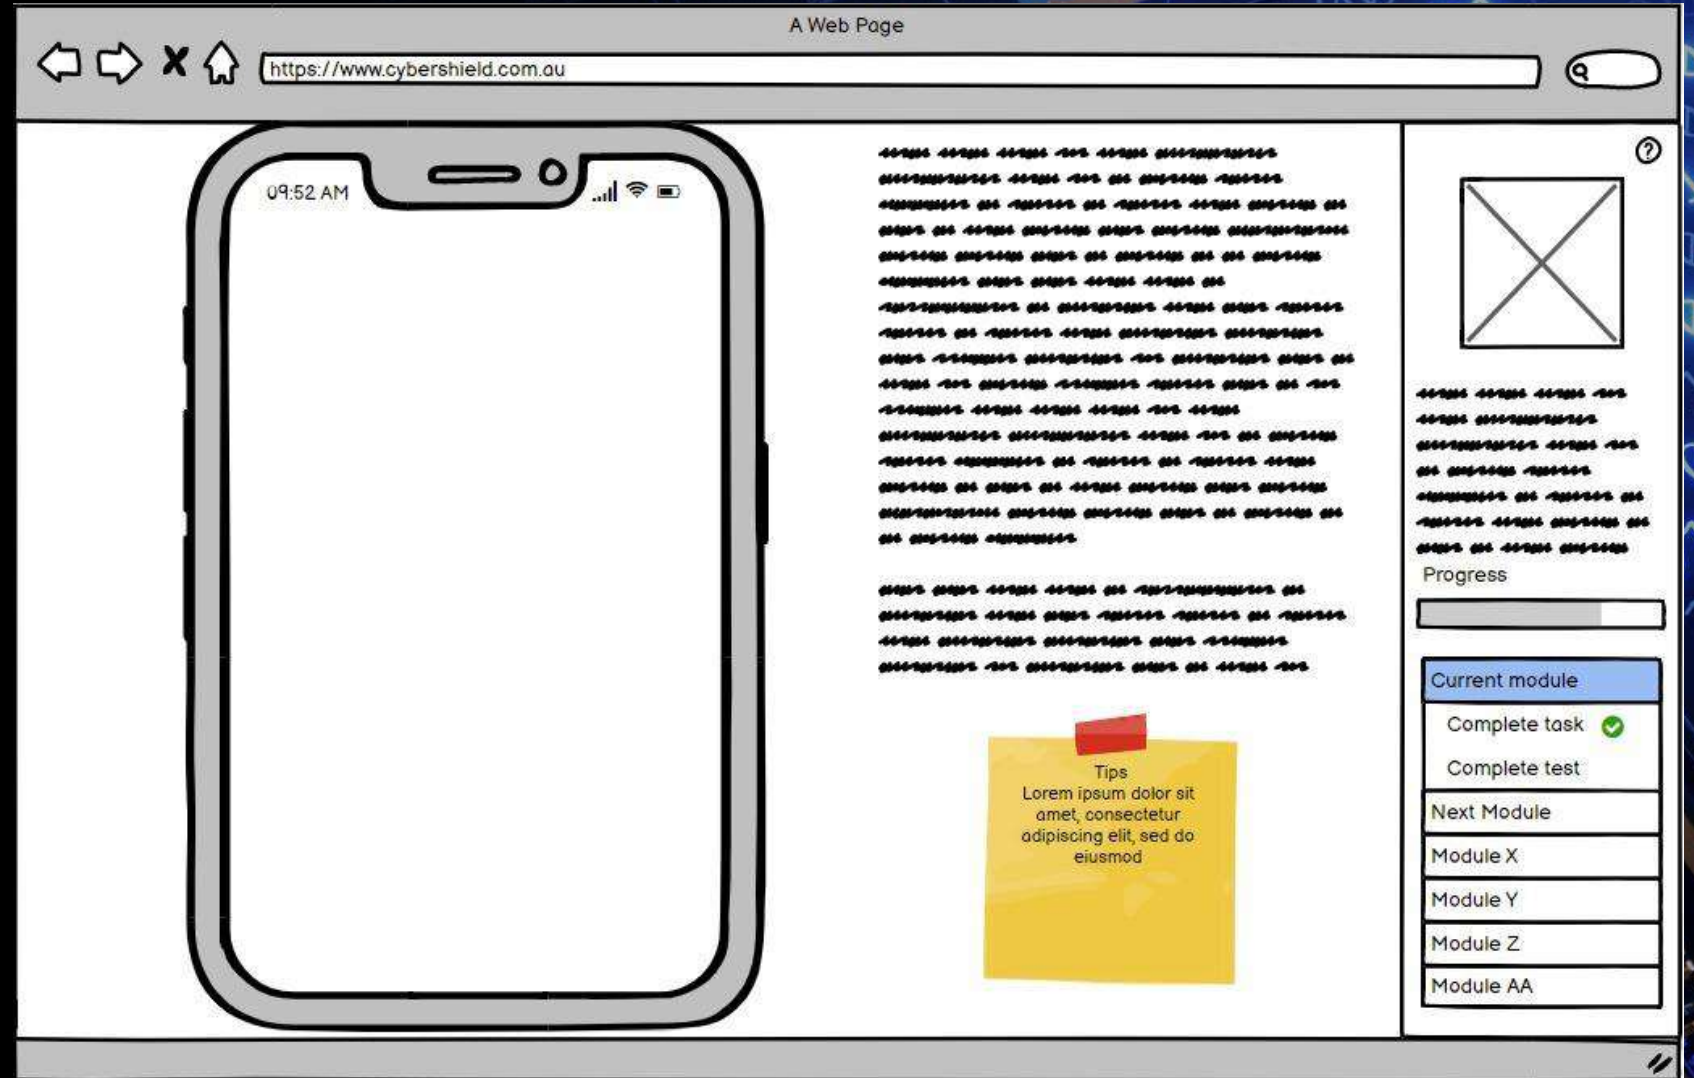 A Web Page
https://www.cybershield.com.au
09:52 AM
Progress
Current module
Complete task
Complete test
Next Module
Module X
Module Y
Module Z
Module AA
Tips
Lorem ipsum dolor sit
amet, consectetur
adipiscing elit, sed do
eiusmod